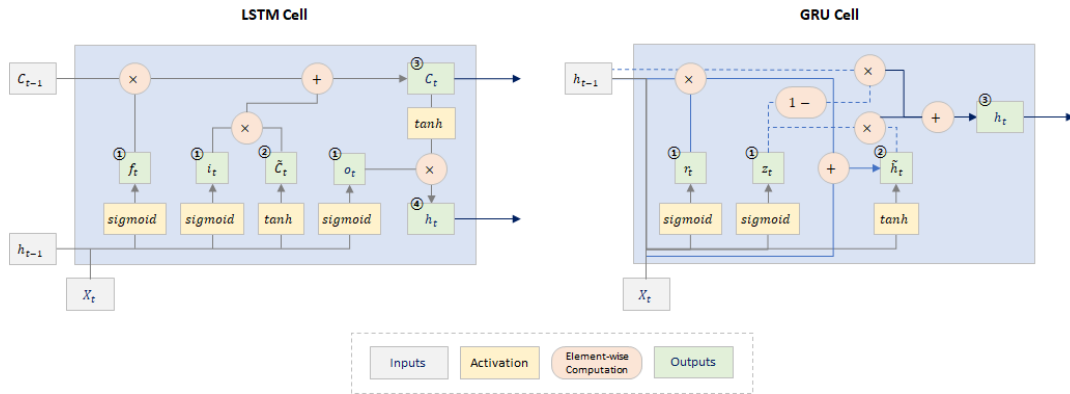 LSTM Cell
GRU Cell
C_{t-1}
×
+
③
C_t
tanh
×
①
f_t
①
i_t
②
C̃_t
①
o_t
×
④
h_t
sigmoid
sigmoid
tanh
sigmoid
h_{t-1}
X_t
h_{t-1}
×
×
1 −
③
h_t
×
+
①
r_t
①
z_t
+
②
h̃_t
sigmoid
sigmoid
tanh
X_t
Inputs
Activation
Element-wise
Computation
Outputs